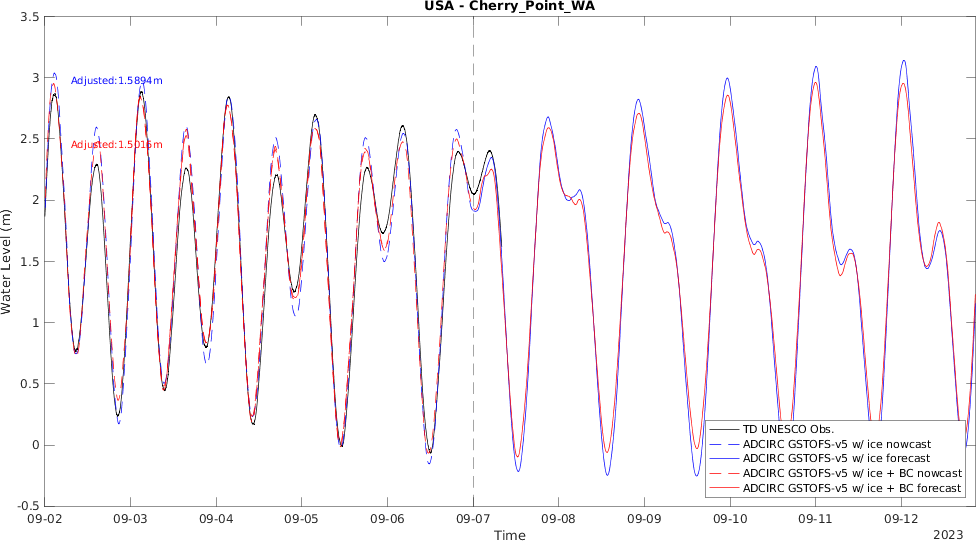 USA - Cherry_Point_WA
3.5
3
2.5
2
1.5
1
0.5
0
-0.5
Water Level (m)
Adjusted:1.5894m
Adjusted:1.5015m
TD UNESCO Obs.
ADCIRC GSTOFS-v5 w/ ice nowcast
ADCIRC GSTOFS-v5 w/ ice forecast
ADCIRC GSTOFS-v5 w/ ice + BC nowcast
ADCIRC GSTOFS-v5 w/ ice + BC forecast
09-02 09-03 09-04 09-05 09-06 09-07 09-08 09-09 09-10 09-11 09-12
Time
2023